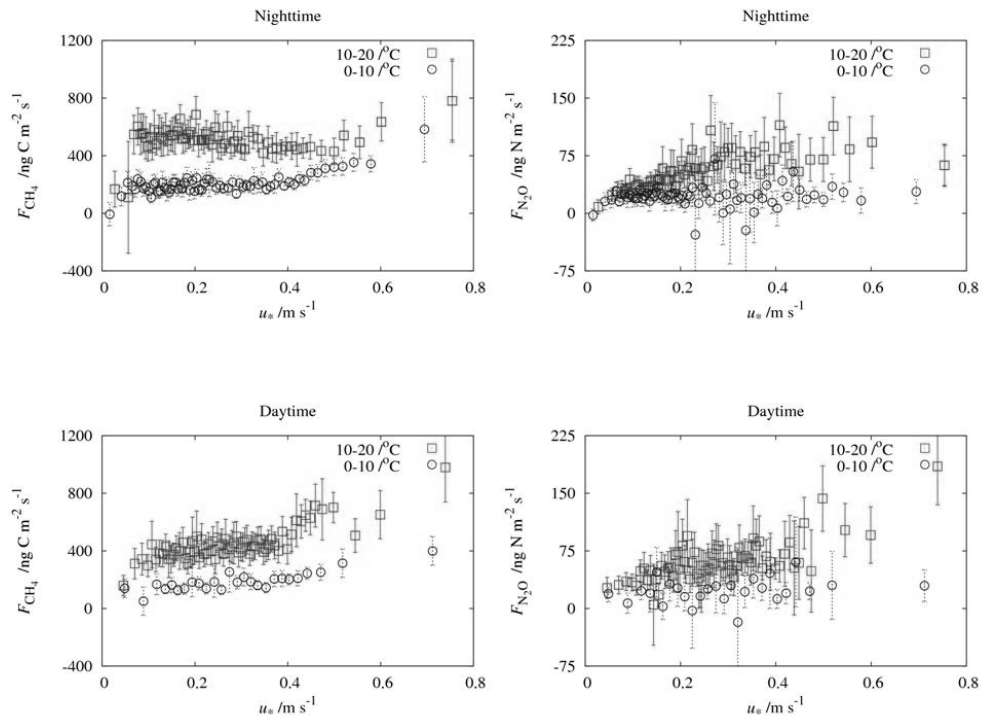 Nighttime
1200
800
400
0
-400
F_CH4 /ng C m^-2 s^-1
10-20 /°C
0-10 /°C
0 0.2 0.4 0.6 0.8
u* /m s^-1
Nighttime
225
150
75
0
-75
F_N2O /ng N m^-2 s^-1
10-20 /°C
0-10 /°C
0 0.2 0.4 0.6 0.8
u* /m s^-1
Daytime
1200
800
400
0
-400
F_CH4 /ng C m^-2 s^-1
10-20 /°C
0-10 /°C
0 0.2 0.4 0.6 0.8
u* /m s^-1
Daytime
225
150
75
0
-75
F_N2O /ng N m^-2 s^-1
10-20 /°C
0-10 /°C
0 0.2 0.4 0.6 0.8
u* /m s^-1